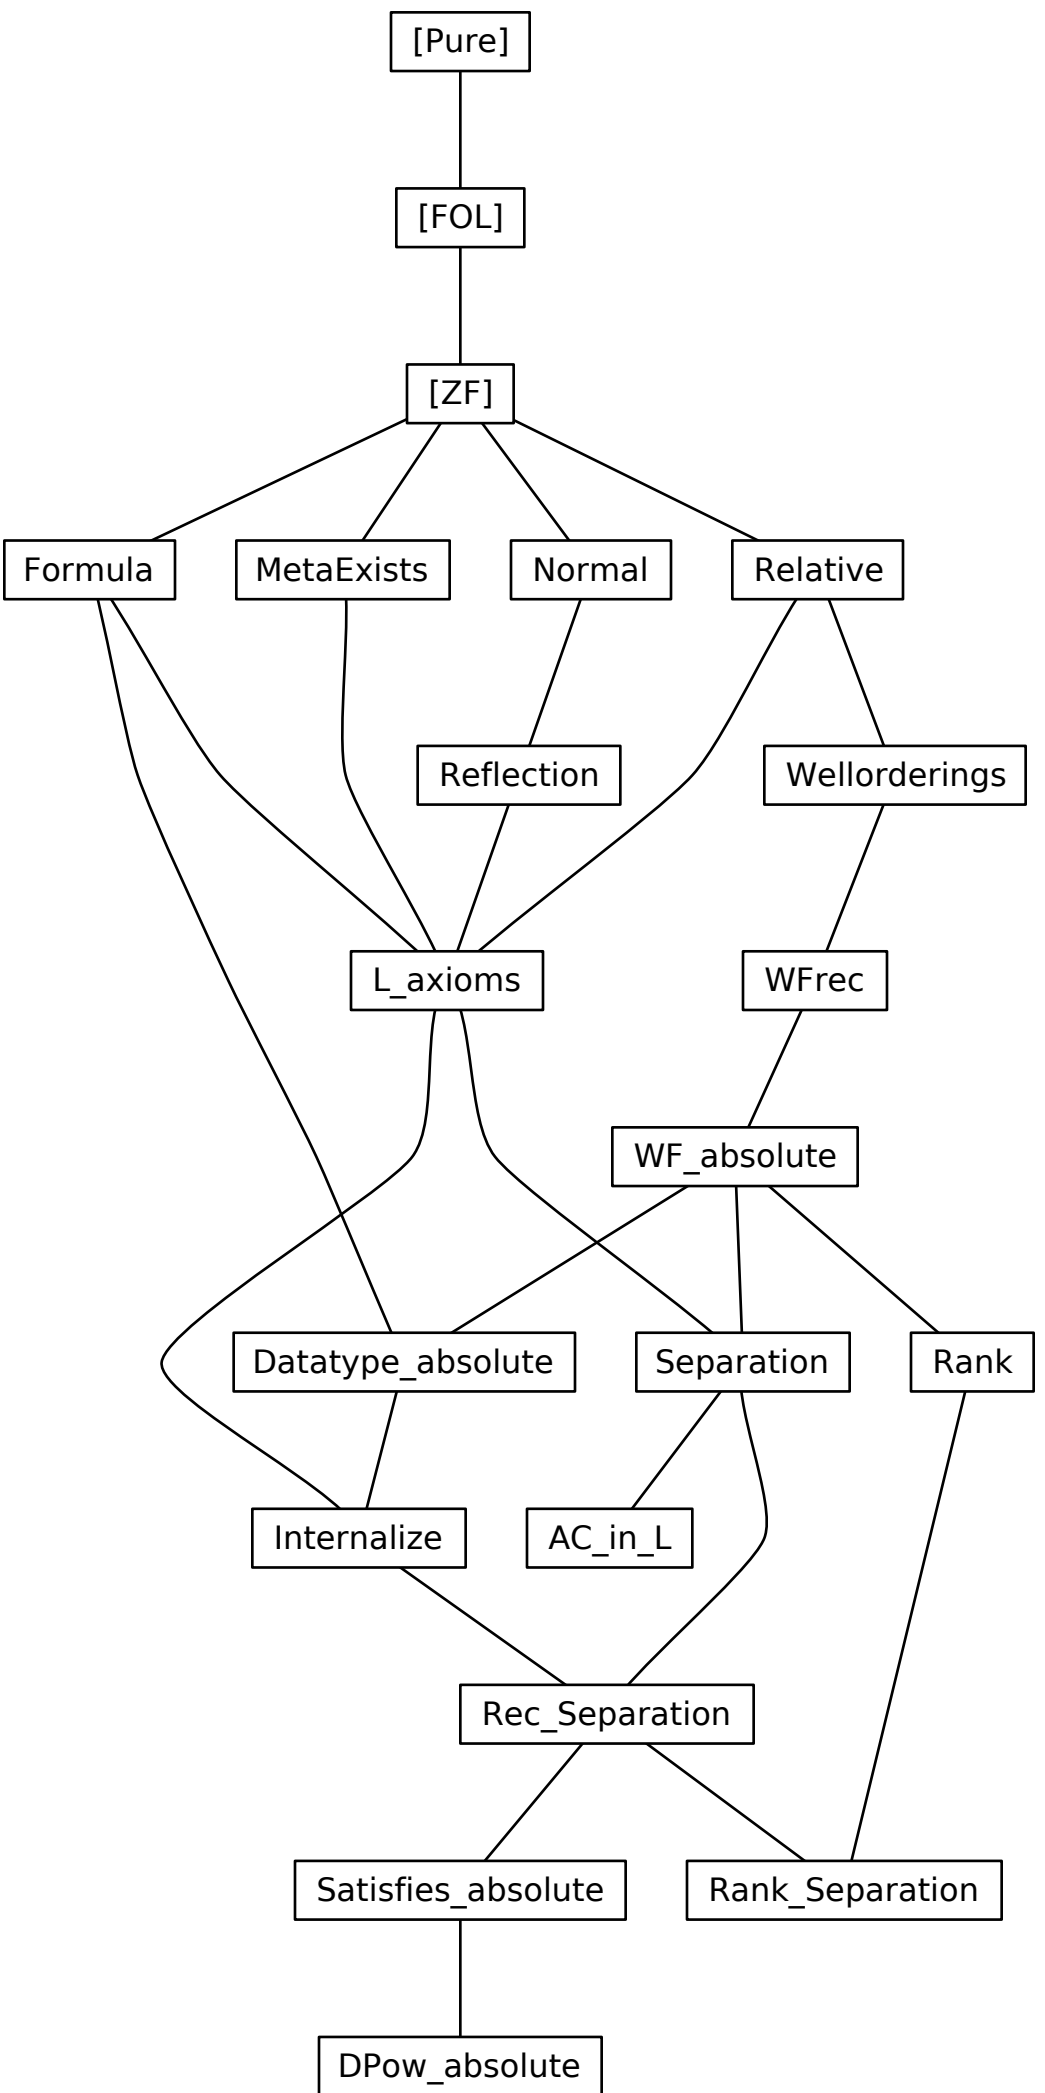 [Pure]
[FOL]
[ZF]
Formula
MetaExists
Normal
Relative
Reflection
Wellorderings
L_axioms
WFrec
WF_absolute
Datatype_absolute
Separation
Rank
Internalize
AC_in_L
Rec_Separation
Satisfies_absolute
Rank_Separation
DPow_absolute